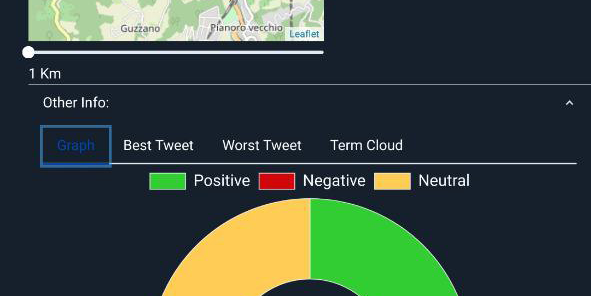 Guzzano
Pianoro vecchio
Leaflet
1 Km
Other Info:
Graph Best Tweet Worst Tweet Term Cloud
Positive Negative Neutral